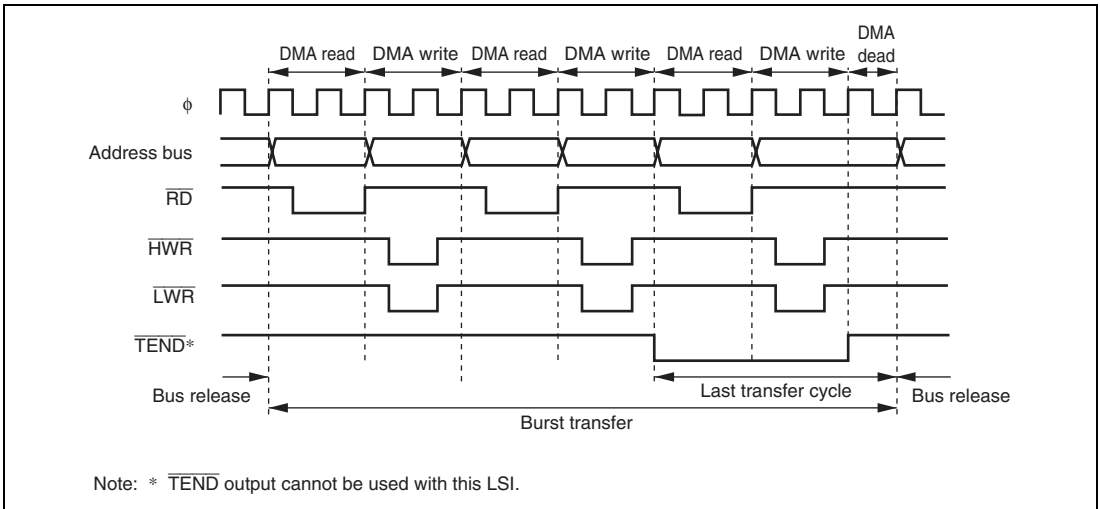 DMA
dead
DMA read DMA write DMA read DMA write DMA read DMA write
ϕ
Address bus
RD
HWR
LWR
TEND*
Bus release
Last transfer cycle
Bus release
Burst transfer
Note: * TEND output cannot be used with this LSI.